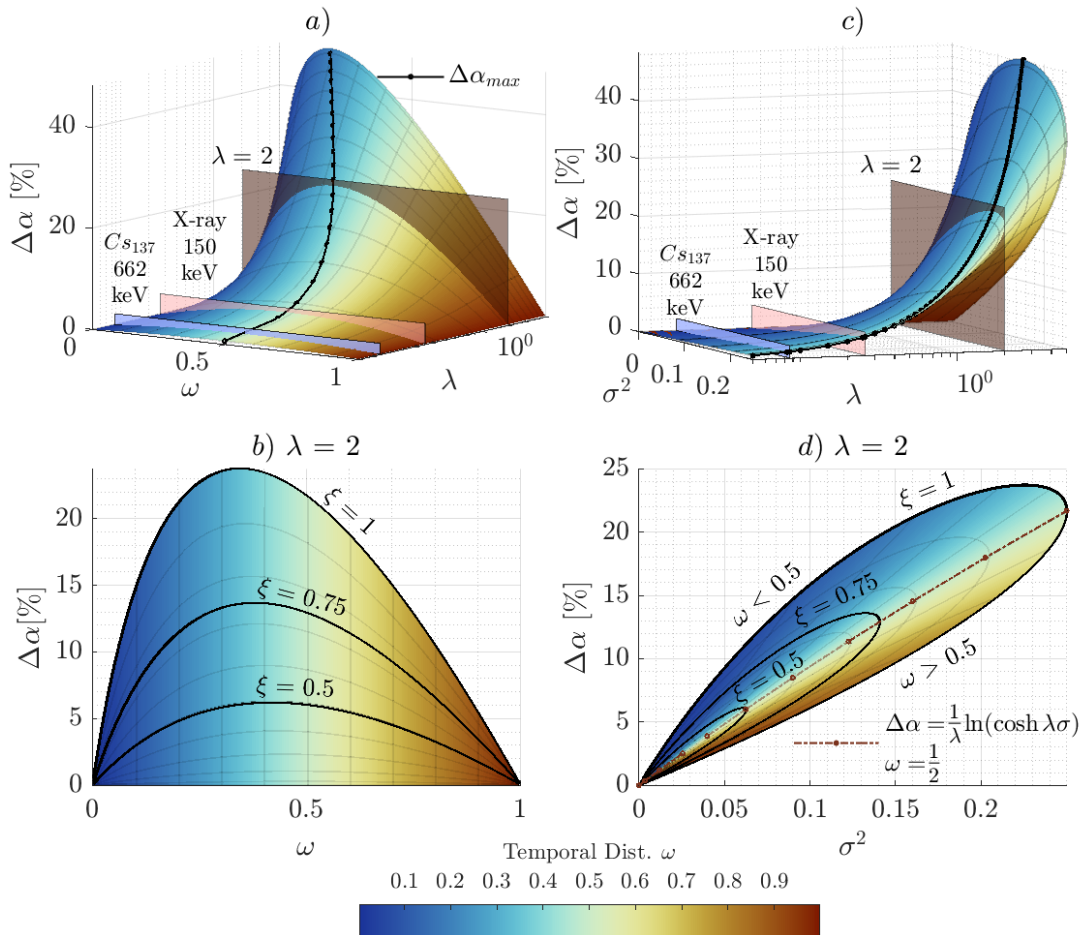 a)
Δα_max
40
20
0
Δα [%]
λ = 2
X-ray
150
keV
Cs₁₃₇
662
keV
0
0.5
1
ω
10⁰
λ
c)
40
30
20
10
0
Δα [%]
λ = 2
X-ray
150
keV
Cs₁₃₇
662
keV
0
0.1
0.2
σ²
10⁰
λ
b) λ = 2
20
15
10
5
0
Δα[%]
ξ = 1
ξ = 0.75
ξ = 0.5
0
0.5
1
ω
d) λ = 2
25
20
15
10
5
0
Δα [%]
ξ = 1
ω < 0.5
ξ = 0.75
ξ = 0.5
ω > 0.5
Δα = 1/λ ln(cosh λσ)
ω = 1/2
0
0.05
0.1
0.15
0.2
σ²
Temporal Dist. ω
0.1 0.2 0.3 0.4 0.5 0.6 0.7 0.8 0.9